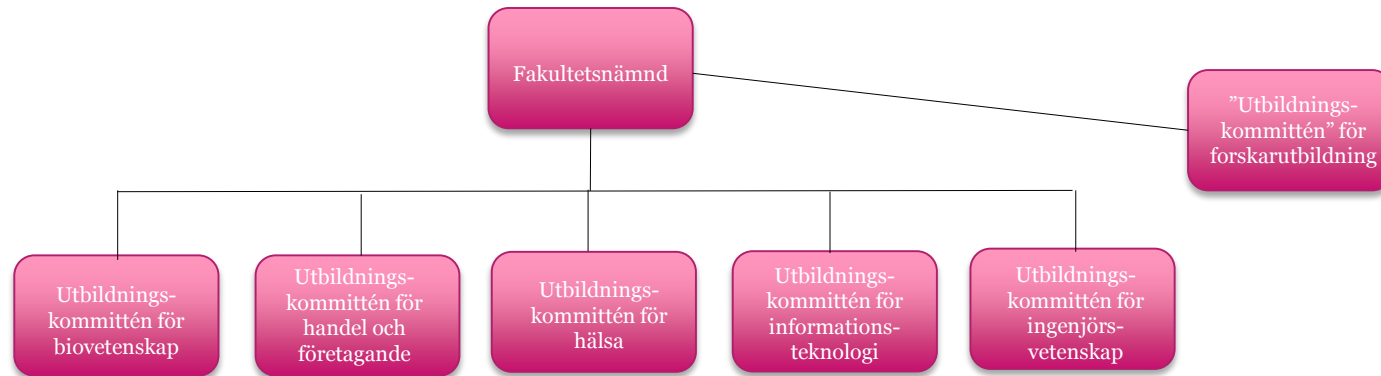 Fakultetsnämnd
”Utbildnings-
kommittén” för
forskarutbildning
Utbildnings-
kommittén för
biovetenskap
Utbildnings-
kommittén för
handel och
företagande
Utbildnings-
kommittén för
hälsa
Utbildnings-
kommittén för
informations-
teknologi
Utbildnings-
kommittén för
ingenjörs-
vetenskap